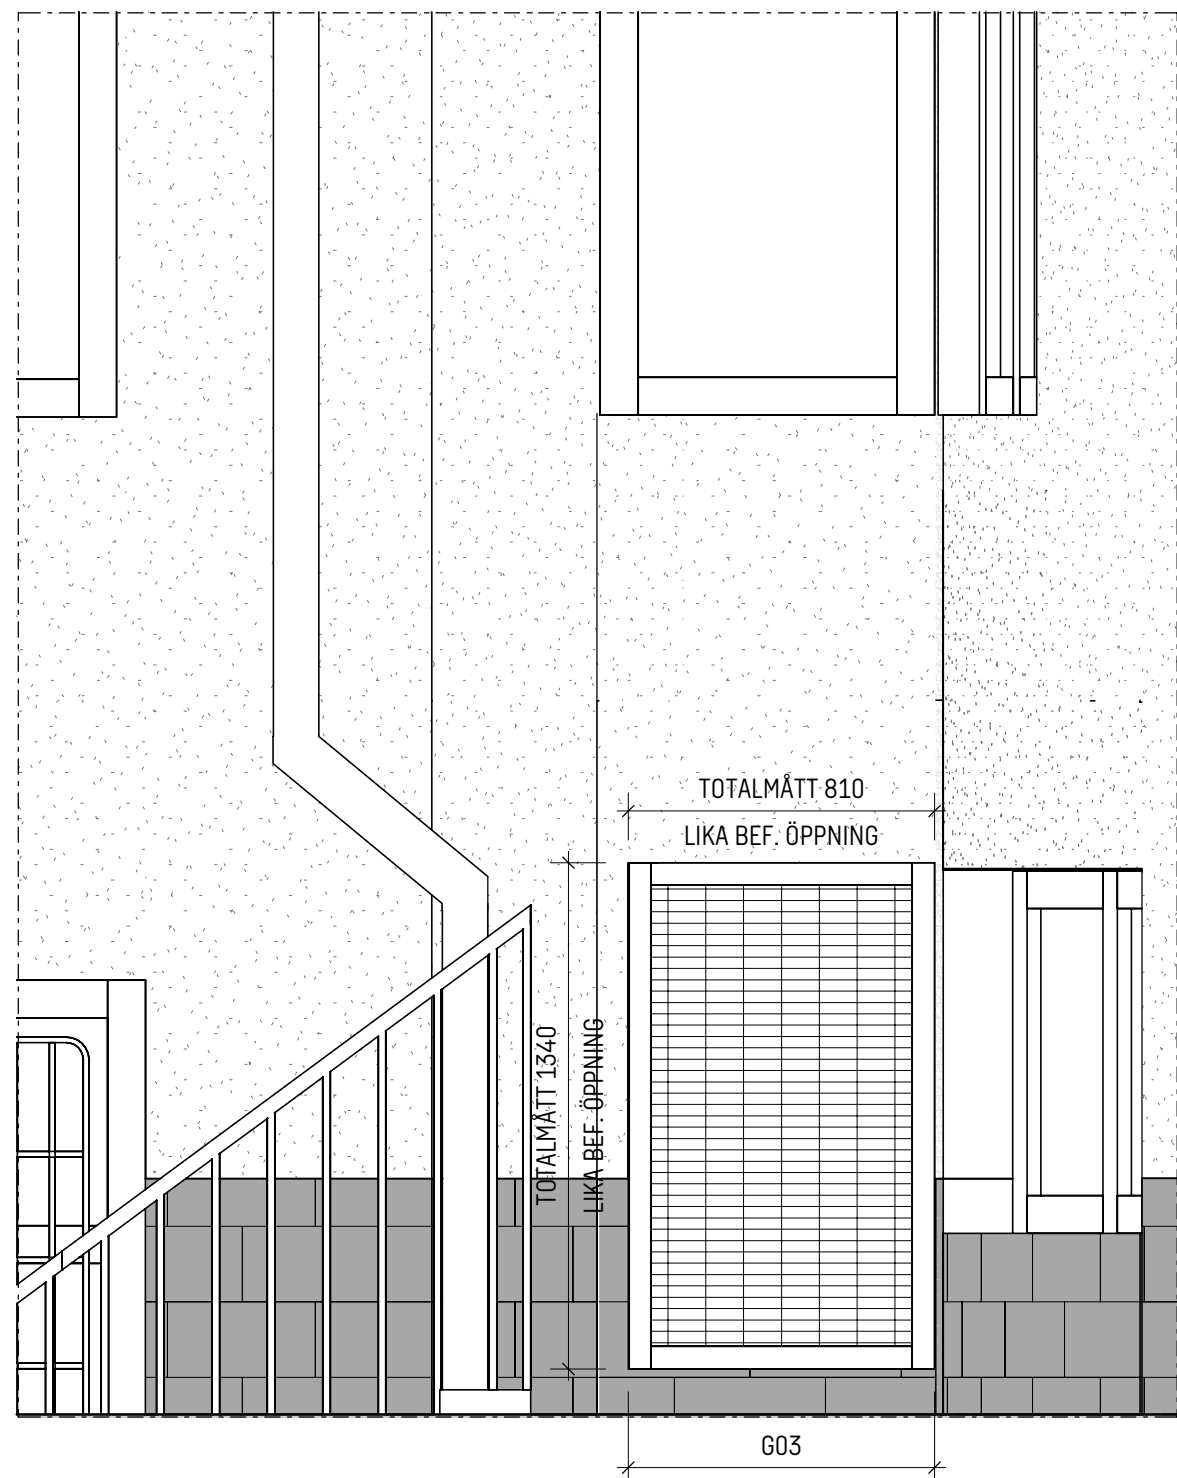 TOTALMÅTT 810
LIKA BEF. ÖPPNING
TOTALMÅTT 1340
LIKA BEF. ÖPPNING
G03